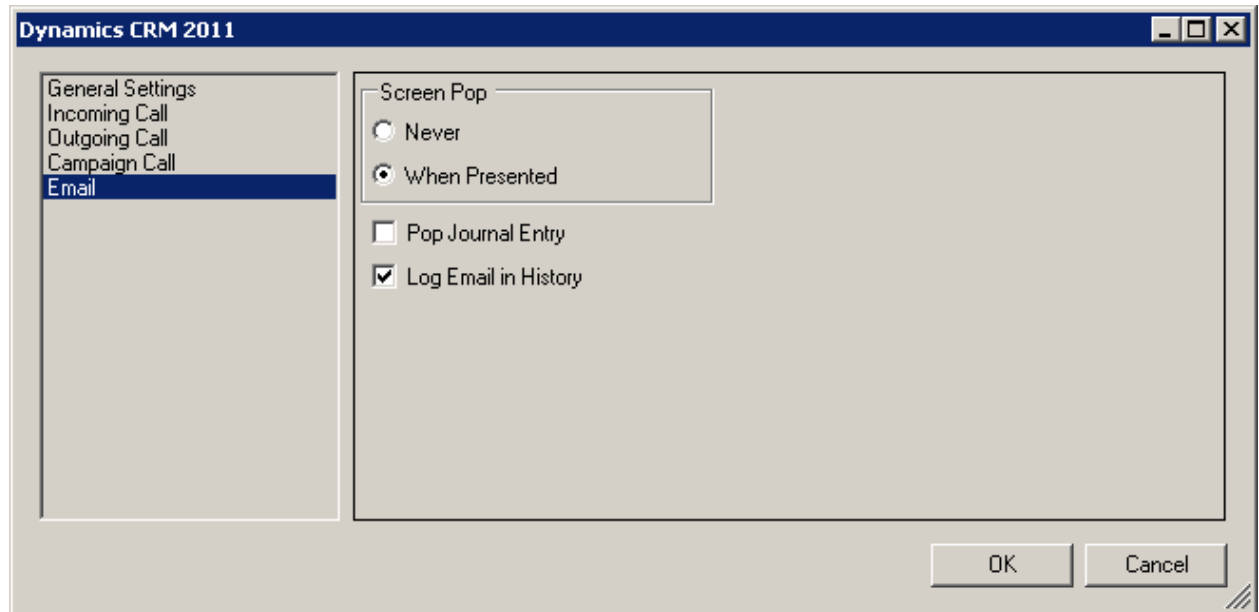 Dynamics CRM 2011
General Settings
Incoming Call
Outgoing Call
Campaign Call
Email
Screen Pop
Never
When Presented
Pop Journal Entry
Log Email in History
OK
Cancel